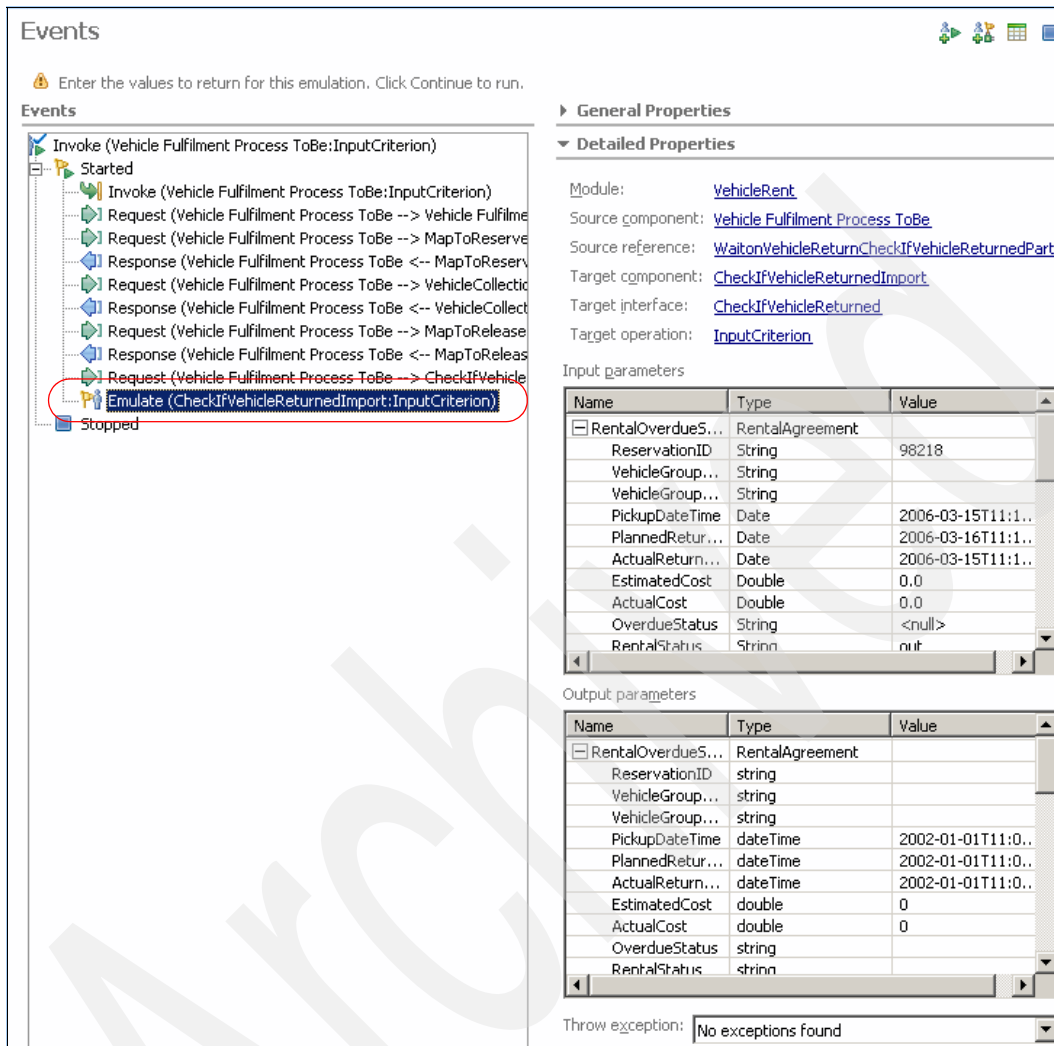 Events
Enter the values to return for this emulation. Click Continue to run.
Events
Invoke (Vehicle Fulfilment Process ToBe:InputCriterion)
Started
Invoke (Vehicle Fulfilment Process ToBe:InputCriterion)
Request (Vehicle Fulfilment Process ToBe --> Vehicle Fulfilme
Request (Vehicle Fulfilment Process ToBe --> MapToReserve
Response (Vehicle Fulfilment Process ToBe <-- MapToReserv
Request (Vehicle Fulfilment Process ToBe --> VehicleCollectio
Response (Vehicle Fulfilment Process ToBe <-- VehicleCollect
Request (Vehicle Fulfilment Process ToBe --> MapToRelease
Response (Vehicle Fulfilment Process ToBe <-- MapToReleas
Request (Vehicle Fulfilment Process ToBe --> CheckIfVehicle
Emulate (CheckIfVehicleReturnedImport:InputCriterion)
Stopped
General Properties
Detailed Properties
Module: VehicleRent
Source component: Vehicle Fulfilment Process ToBe
Source reference: WaitonVehicleReturnCheckIfVehicleReturnedPart
Target component: CheckIfVehicleReturnedImport
Target interface: CheckIfVehicleReturned
Target operation: InputCriterion
Input parameters
Name Type Value
RentalOverdueS... RentalAgreement
ReservationID String 98218
VehicleGroup... String
VehicleGroup... String
PickupDateTime Date 2006-03-15T11:1..
PlannedRetur... Date 2006-03-16T11:1..
ActualReturn... Date 2006-03-15T11:1..
EstimatedCost Double 0.0
ActualCost Double 0.0
OverdueStatus String <null>
RentalStatus String out
Output parameters
Name Type Value
RentalOverdueS... RentalAgreement
ReservationID string
VehicleGroup... string
VehicleGroup... string
PickupDateTime dateTime 2002-01-01T11:0..
PlannedRetur... dateTime 2002-01-01T11:0..
ActualReturn... dateTime 2002-01-01T11:0..
EstimatedCost double 0
ActualCost double 0
OverdueStatus string
RentalStatus string
Throw exception: No exceptions found
Archived